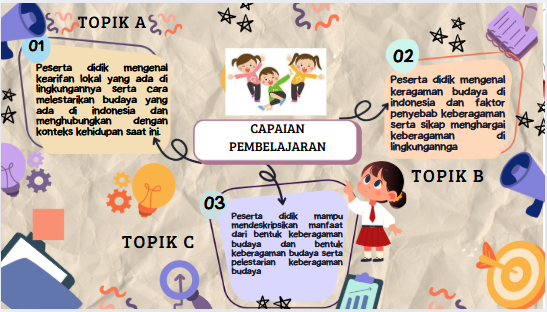 TOPIK A
01
Peserta didik mengenal
kearifan lokal yang ada di
lingkungannya serta cara
melestarikan budaya yang
ada di indonesia dan
menghubungkan dengan
konteks kehidupan saat ini.
CAPAIAN
PEMBELAJARAN
02
Peserta didik mengenal
keragaman budaya di
indonesia dan faktor
penyebab keberagaman
serta sikap menghargai
keberagaman di
lingkungannga
TOPIK B
03
Peserta didik mampu
mendeskripsikan manfaat
dari bentuk keberagaman
budaya dan bentuk
keberagaman budaya serta
pelestarian keberagaman
budaya
TOPIK C